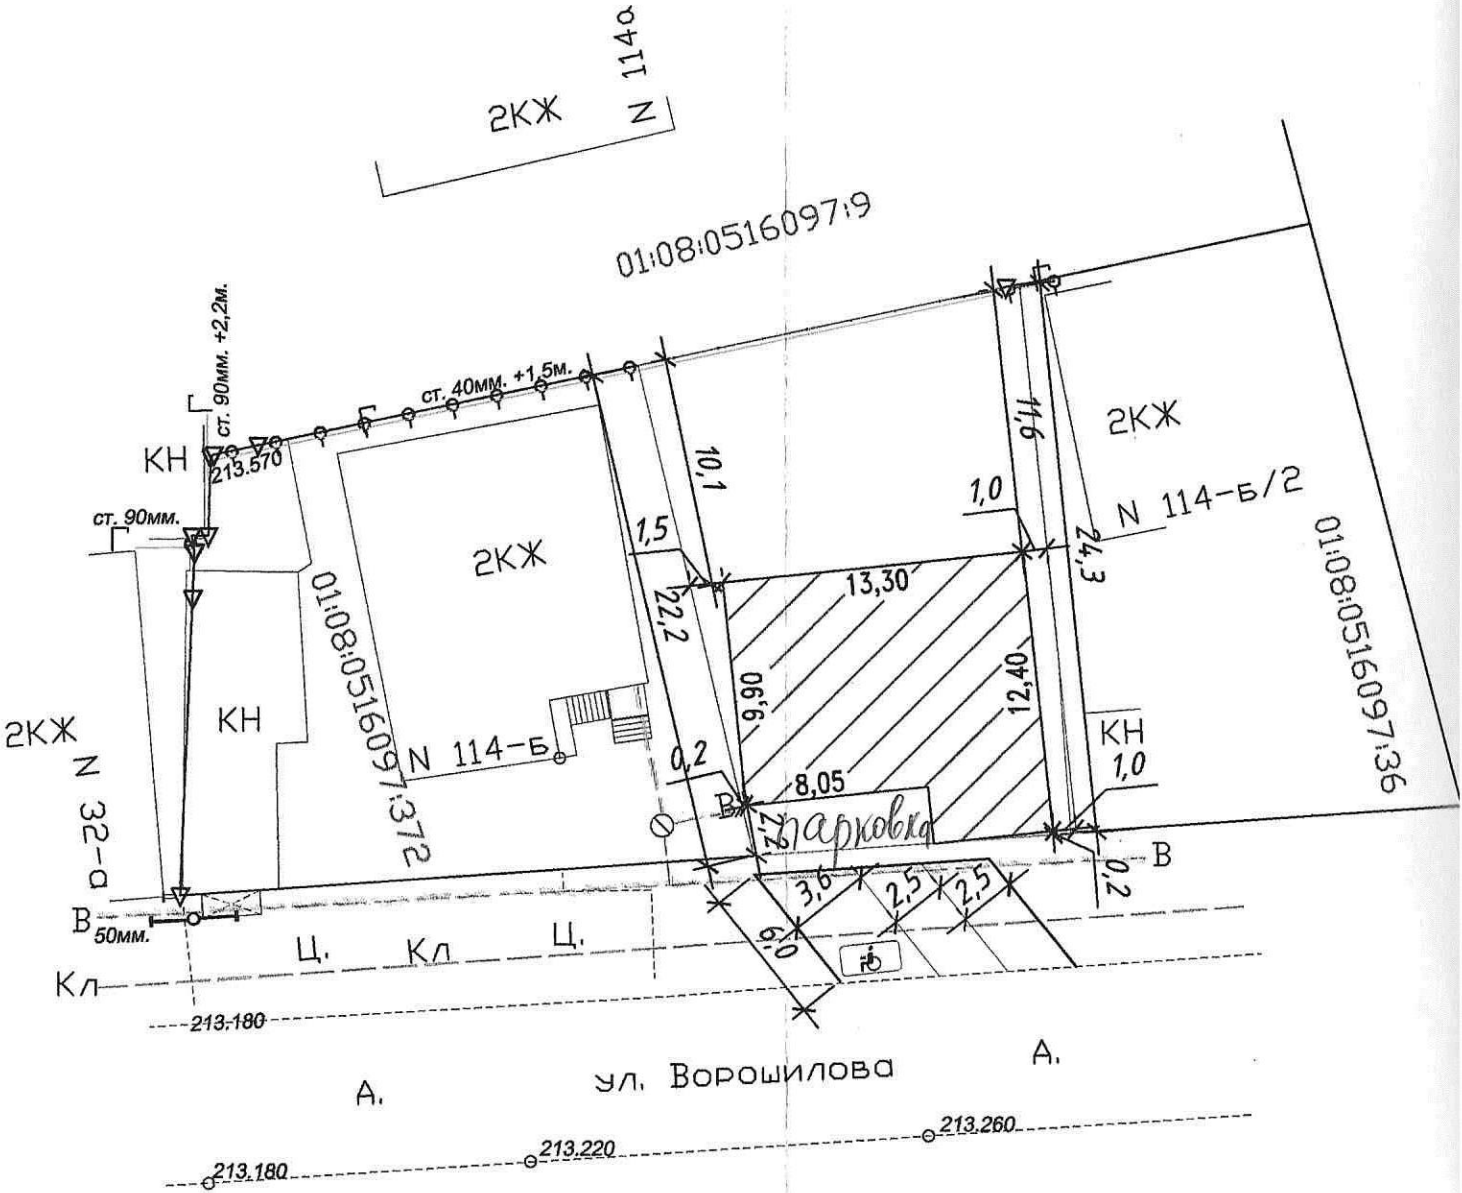 N 114а
2КЖ
01:08:0516097:9
ст. 90мм. +2,2м.
Г
ст. 40мм. +1,5м.
Г
Г
КН
213.570
ст. 90мм.
Г
10,1
11,6
2КЖ
1,0
N 114-Б/2
1,5
2КЖ
24,3
13,30
01:08:0516097:36
22,2
01:08:0516097:372
9,60
12,40
КН
2КЖ
N 32-а
КН
N 114-Б
0,2
1,0
8,05
В
2,2
парковка
В
0,2
3,6
2,5
2,5
В
50мм.
6,0
Ц.
Кл
Ц.
Кл
213.180
ул. Ворошилова
А.
А.
213.260
213.220
213.180